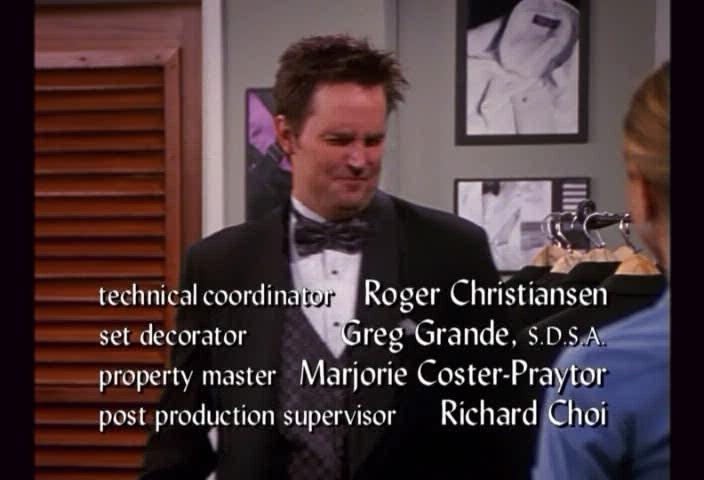 technical coordinator Roger Christiansen
set decorator Greg Grande, S.D.S.A.
property master Marjorie Coster-Praytor
post production supervisor Richard Choi